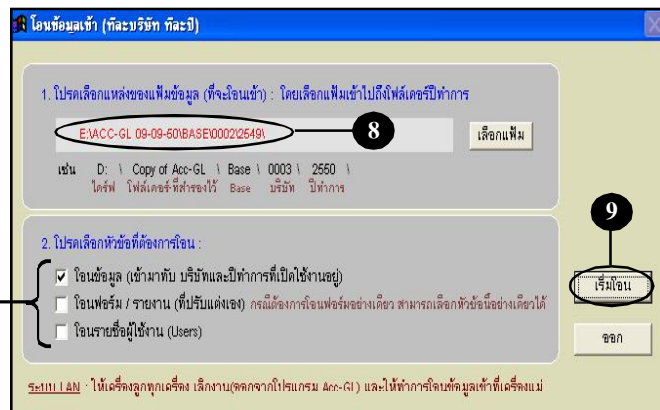 โอนข้อมูลเข้า (ทีละบริษัท ทีละปี)
1. โปรดเลือกแหล่งของแฟ้มข้อมูล (ที่จะโอนเข้า) : โดยเลือกแฟ้มเข้าไปถึงโฟล์เดอร์ปีทำการ
E:\ACC-GL 09-09-50\BASE\0002\2549\
8
เลือกแฟ้ม
เช่น D: \ Copy of Acc-GL \ Base \ 0003 \ 2550 \
ไดร์ฟ โฟล์เดอร์ที่สำรองไว้ Base บริษัท ปีทำการ
9
2. โปรดเลือกหัวข้อที่ต้องการโอน :
โอนข้อมูล (เข้ามาทับ บริษัทและปีทำการที่เปิดใช้งานอยู่)
เริ่มโอน
โอนฟอร์ม / รายงาน (ที่ปรับแต่งเอง) กรณีต้องการโอนฟอร์มอย่างเดียว สามารถเลือกหัวข้อนี้อย่างเดียวได้
โอนรายชื่อผู้ใช้งาน (Users)
ออก
ระบบ LAN : ให้เครื่องลูกทุกเครื่อง เลิกงาน(ออกจากโปรแกรม Acc-GL) และให้ทำการโอนข้อมูลเข้าที่เครื่องแม่